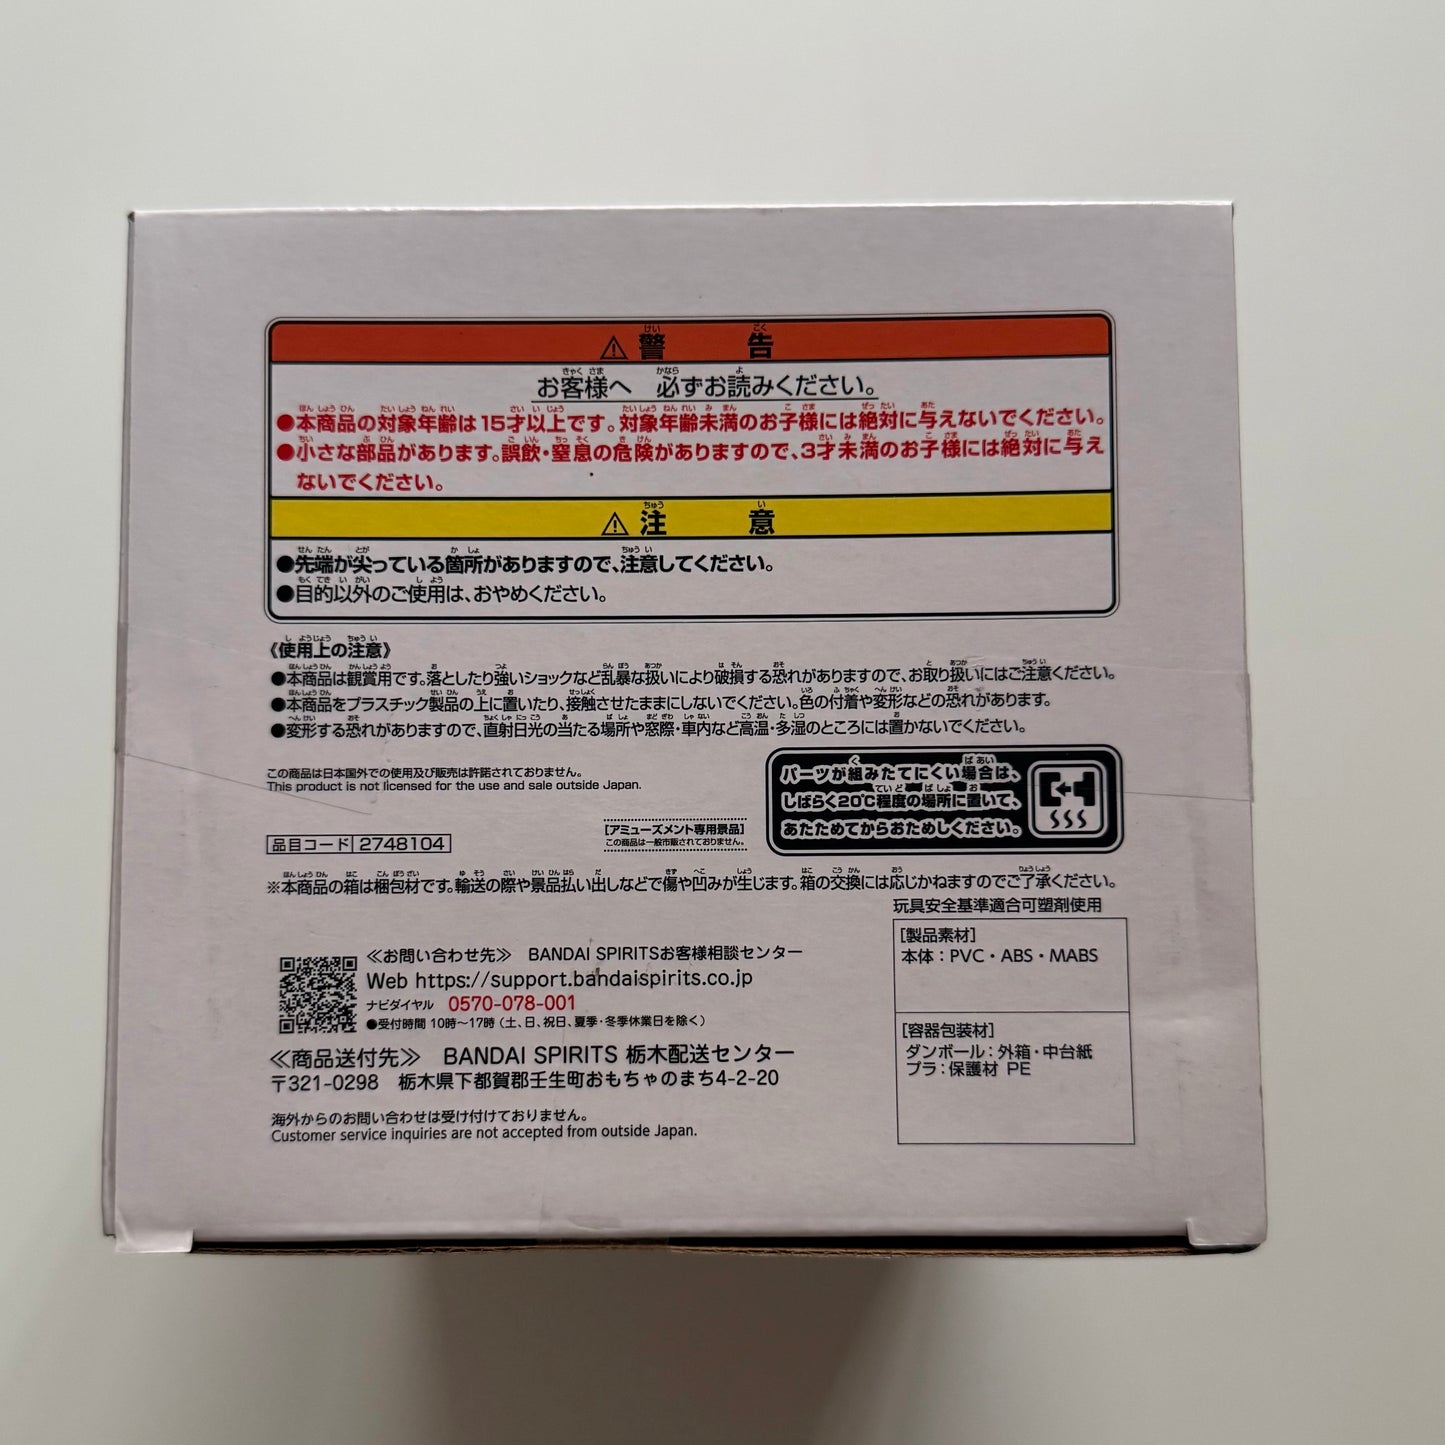 ⚠警告
お客様へ 必ずお読みください。
●本商品の対象年齢は15才以上です。対象年齢未満のお子様には絶対に与えないでください。
●小さな部品があります。誤飲・窒息の危険がありますので、3才未満のお子様には絶対に与え
ないでください。
⚠注意
●先端が尖っている箇所がありますので、注意してください。
●目的以外のご使用は、おやめください。
《使用上の注意》
●本商品は観賞用です。落としたり強いショックなど乱暴な扱いにより破損する恐れがありますので、お取り扱いにはご注意ください。
●本商品をプラスチック製品の上に置いたり、接触させたままにしないでください。色の付着や変形などの恐れがあります。
●変形する恐れがありますので、直射日光の当たる場所や窓際・車内など高温・多湿のところには置かないでください。
この商品は日本国外での使用及び販売は許諾されておりません。
This product is not licensed for the use and sale outside Japan.
パーツが組みたてにくい場合は、
しばらく20℃程度の場所に置いて、
あたためてからおためしください。
品目コード 2748104
[アミューズメント専用景品]
この商品は一般市販されておりません。
※本商品の箱は梱包材です。輸送の際や景品払い出しなどで傷や凹みが生じます。箱の交換には応じかねますのでご了承ください。
玩具安全基準適合可塑剤使用
[製品素材]
本体：PVC・ABS・MABS
[容器包装材]
ダンボール：外箱・中台紙
プラ：保護材 PE
≪お問い合わせ先≫ BANDAI SPIRITSお客様相談センター
Web https://support.bandaispirits.co.jp
ナビダイヤル 0570-078-001
●受付時間 10時～17時（土、日、祝日、夏季・冬季休業日を除く）
≪商品送付先≫ BANDAI SPIRITS 栃木配送センター
〒321-0298 栃木県下都賀郡壬生町おもちゃのまち4-2-20
海外からのお問い合わせは受け付けておりません。
Customer service inquiries are not accepted from outside Japan.